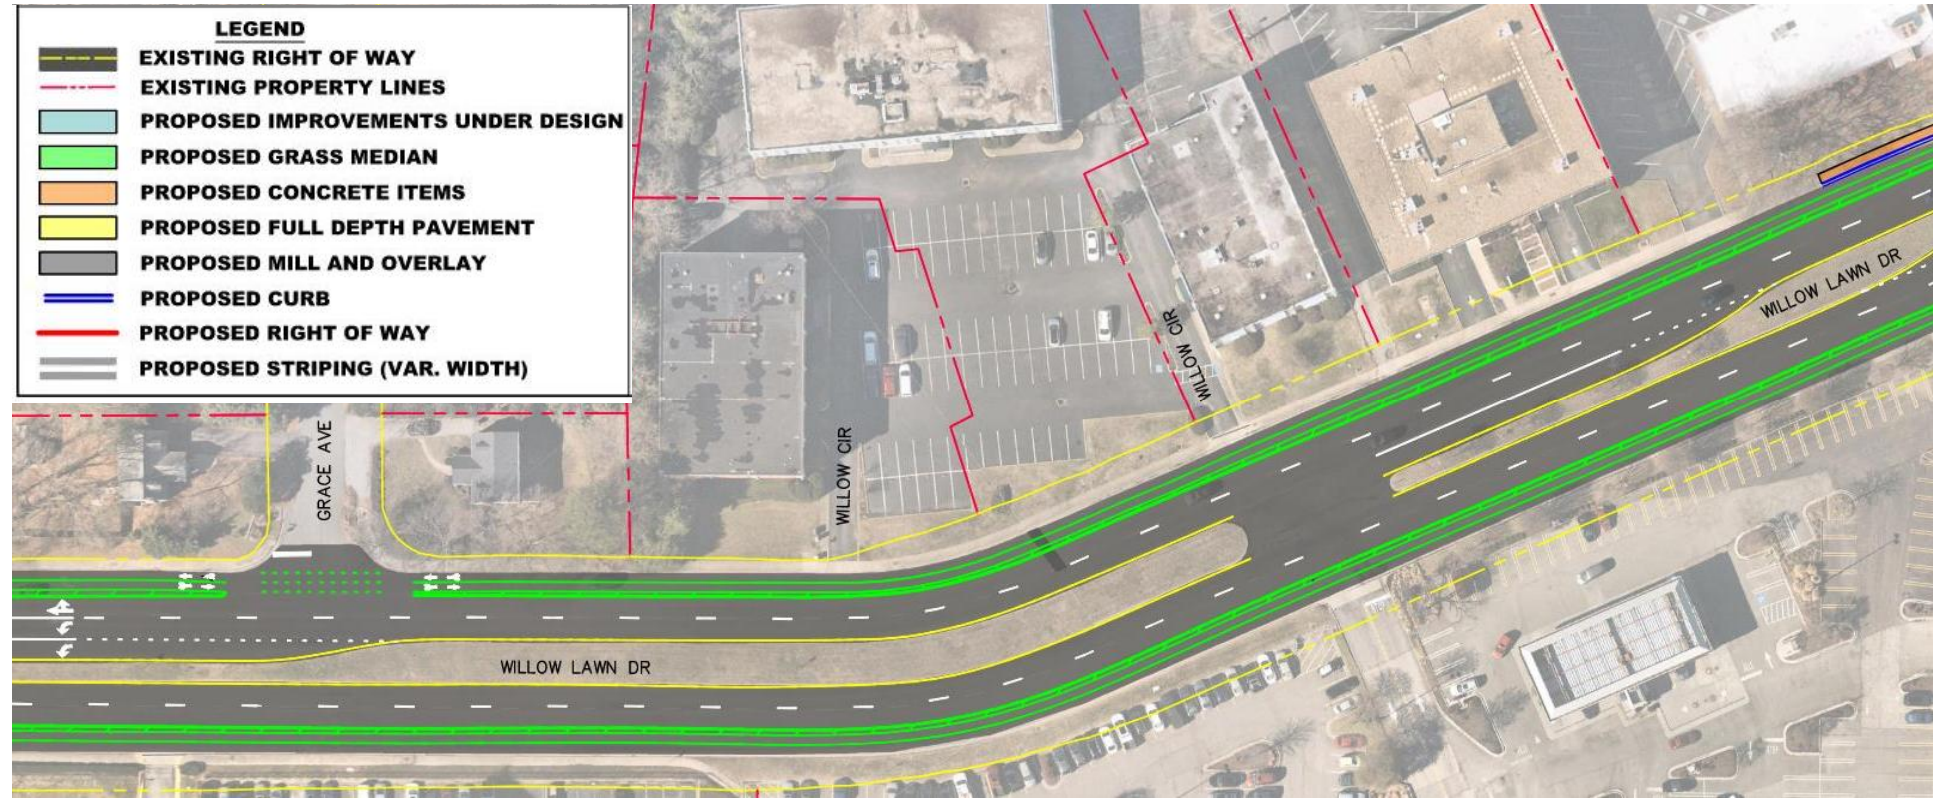 LEGEND
EXISTING RIGHT OF WAY
EXISTING PROPERTY LINES
PROPOSED IMPROVEMENTS UNDER DESIGN
PROPOSED GRASS MEDIAN
PROPOSED CONCRETE ITEMS
PROPOSED FULL DEPTH PAVEMENT
PROPOSED MILL AND OVERLAY
PROPOSED CURB
PROPOSED RIGHT OF WAY
PROPOSED STRIPING (VAR. WIDTH)
GRACE AVE
WILLOW CIR
WILLOW CIR
WILLOW LAWN DR
WILLOW LAWN DR